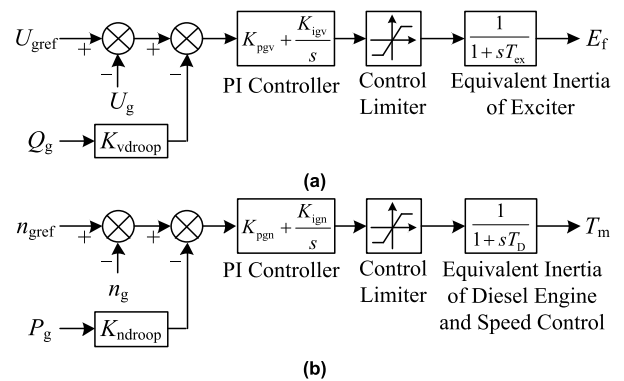 U_gref + − + − K_pgv + K_igv/s 1/(1 + sT_ex) E_f
U_g
PI Controller Control Limiter Equivalent Inertia of Exciter
Q_g K_vdroop
(a)
n_gref + − + − K_pgn + K_ign/s 1/(1 + sT_D) T_m
n_g
PI Controller Control Limiter Equivalent Inertia of Diesel Engine and Speed Control
P_g K_ndroop
(b)